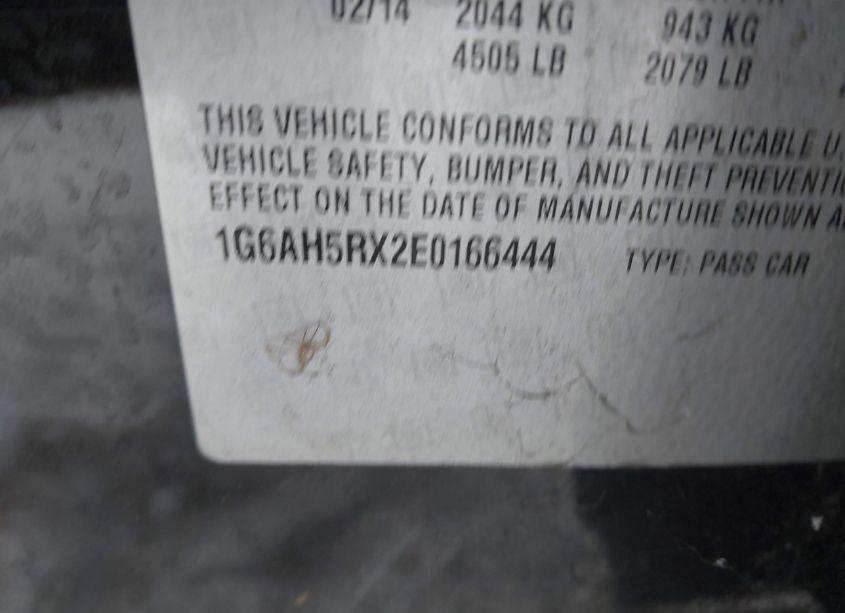 02/14 2044 KG 943 KG
4505 LB 2079 LB
THIS VEHICLE CONFORMS TO ALL APPLICABLE U.
VEHICLE SAFETY, BUMPER, AND THEFT PREVENTI
EFFECT ON THE DATE OF MANUFACTURE SHOWN A
1G6AH5RX2E0166444 TYPE: PASS CAR